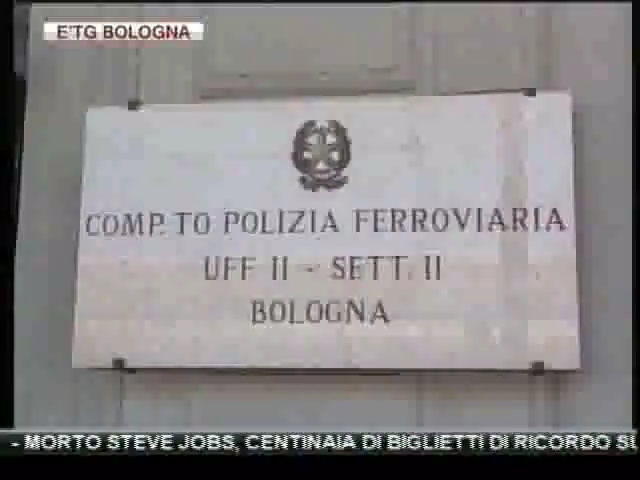 E'TG BOLOGNA
COMP.TO POLIZIA FERROVIARIA
UFF II - SETT. II
BOLOGNA
- MORTO STEVE JOBS, CENTINAIA DI BIGLIETTI DI RICORDO SU